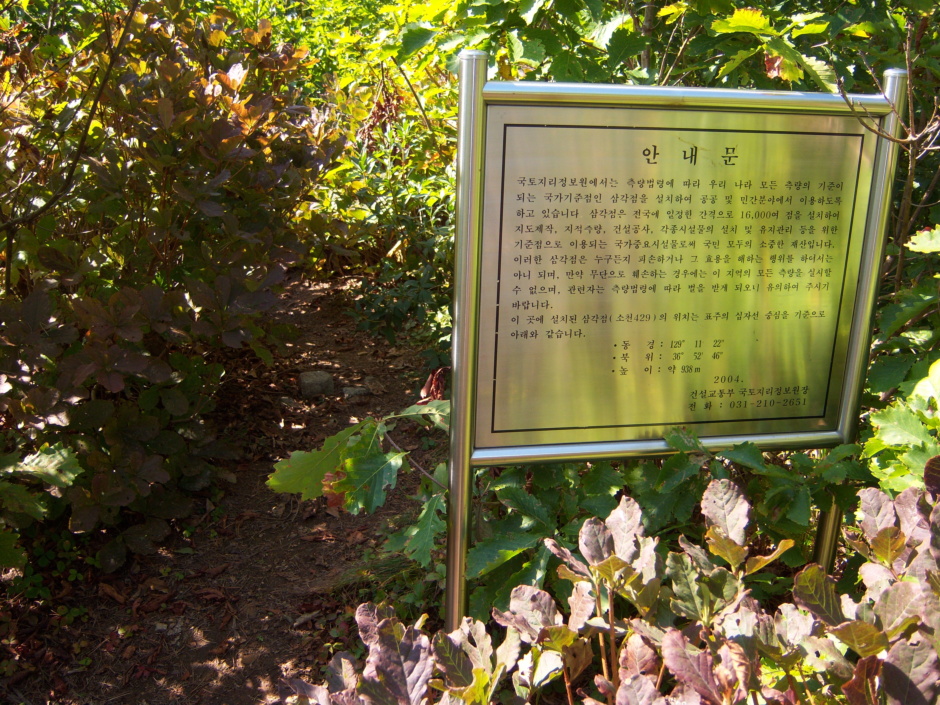 안 내 문
국토지리정보원에서는 측량법령에 따라 우리 나라 모든 측량의 기준이
되는 국가기준점인 삼각점을 설치하여 공공 및 민간분야에서 이용하도록
하고 있습니다. 삼각점은 전국에 일정한 간격으로 16,000여 점을 설치하여
지도제작, 지적측량, 건설공사, 각종시설물의 설치 및 유지관리 등을 위한
기준점으로 이용되는 국가중요시설물로써 국민 모두의 소중한 재산입니다.
이러한 삼각점은 누구든지 파손하거나 그 효용을 해하는 행위를 하여서는
아니 되며, 만약 무단으로 훼손하는 경우에는 이 지역의 모든 측량을 실시할
수 없으며, 관련자는 측량법령에 따라 벌을 받게 되오니 유의하여 주시기
바랍니다.
이 곳에 설치된 삼각점(소천429)의 위치는 표주의 십자선 중심을 기준으로
아래와 같습니다.
•동 경 : 129° 11′ 22″
•북 위 : 36° 52′ 46″
•높 이 : 약 938m
2004.
건설교통부 국토지리정보원장
전 화 : 031-210-2651